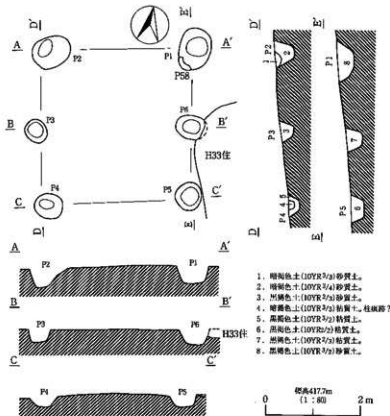 A
A'
P2
P1
P58
D'
E'
B
B'
P3
P6
H33住
C
C'
P4
P5
D
E
D'
E'
P2
P1
P3
P4
P5
D
E
A
A'
P2
P1
B
B'
P3
P6
H33住
C
C'
P4
P5
1. 暗褐色土(10YR3/3)砂質土。
2. 暗褐色土(10YR3/4)砂質土。
3. 黒褐色土(10YR2/3)砂質土。
4. 暗褐色土(10YR3/3)粘質土。柱痕跡?
5. 黒褐色土(10YR3/2)粘質土。
6. 黒褐色土(10YR2/2)粘質土。
7. 黒褐色土(10YR2/3)粘質土。
8. 黒褐色土(10YR2/3)砂質土。
標高417.7m
(1:80)
0 2m